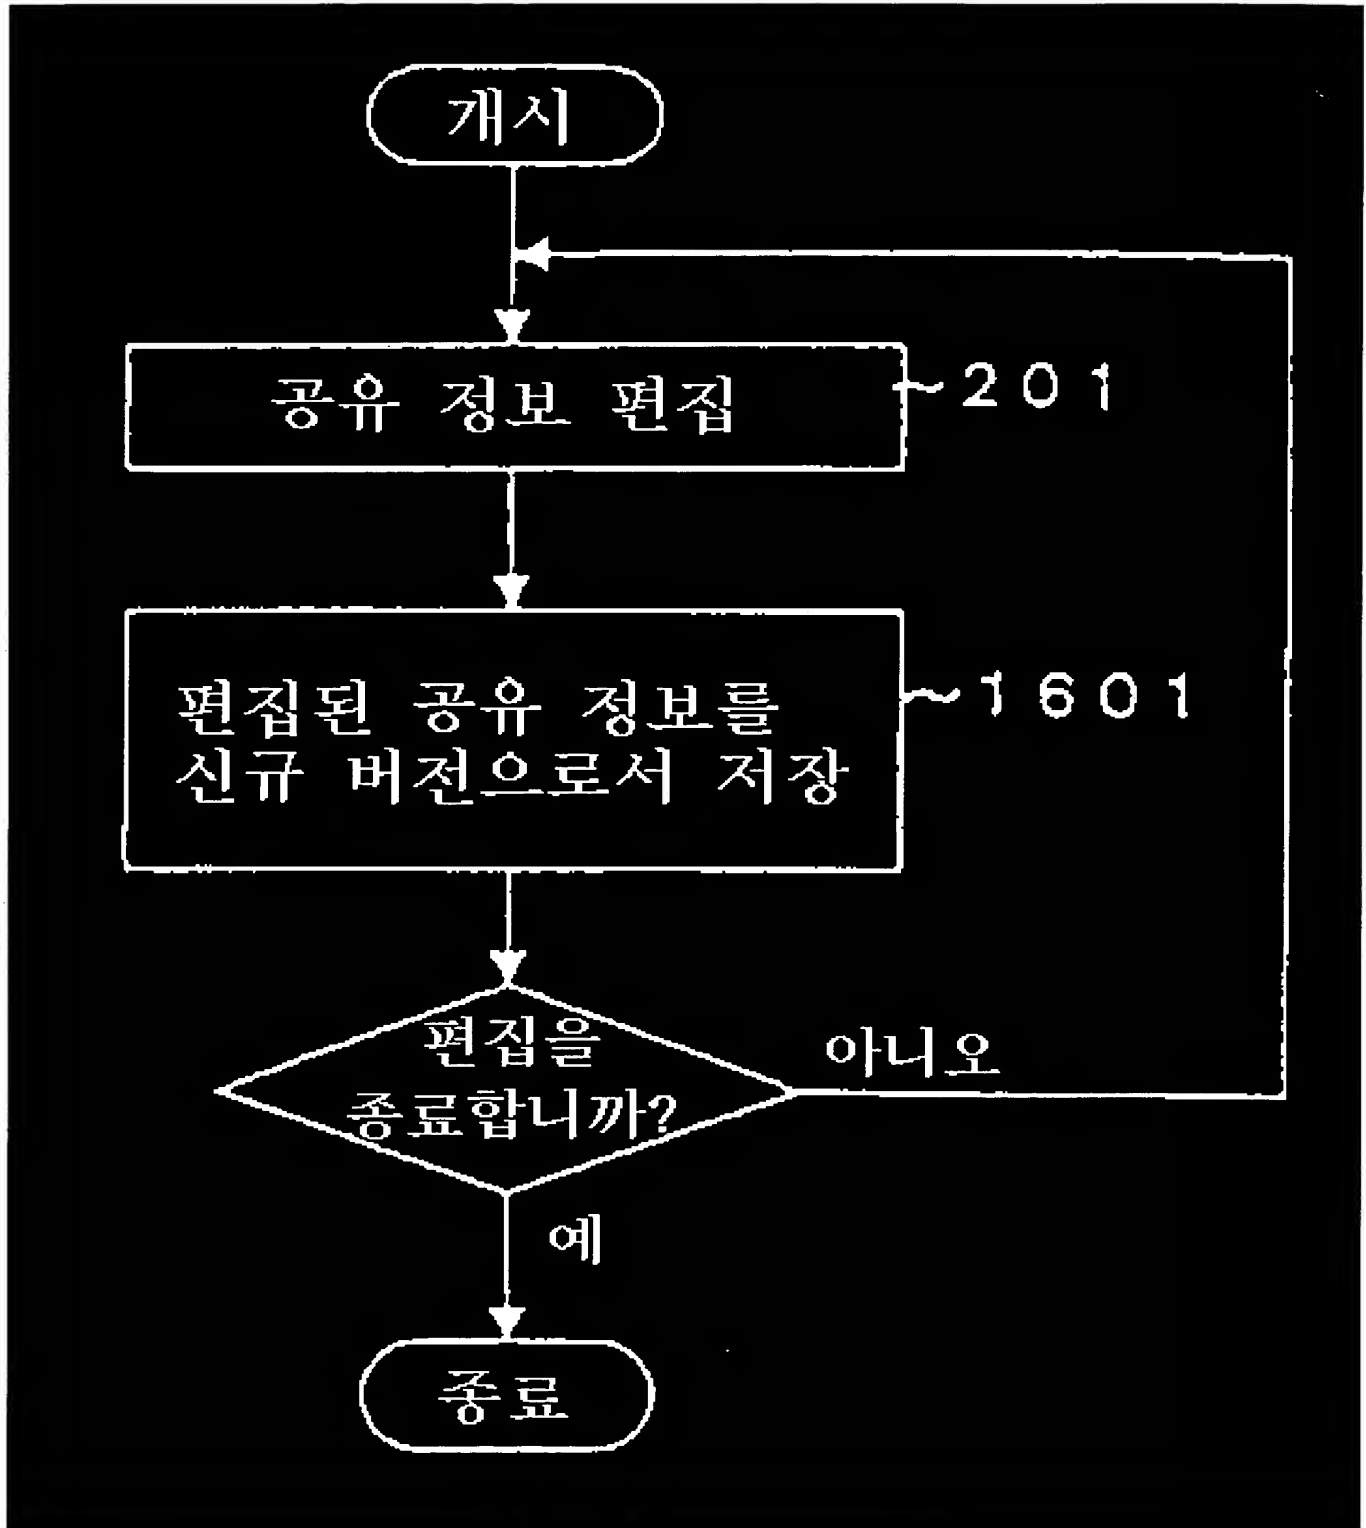 개시
공유 정보 편집
~201
편집된 공유 정보를
신규 버전으로서 저장
~1601
편집을
종료합니까?
아니오
예
종료